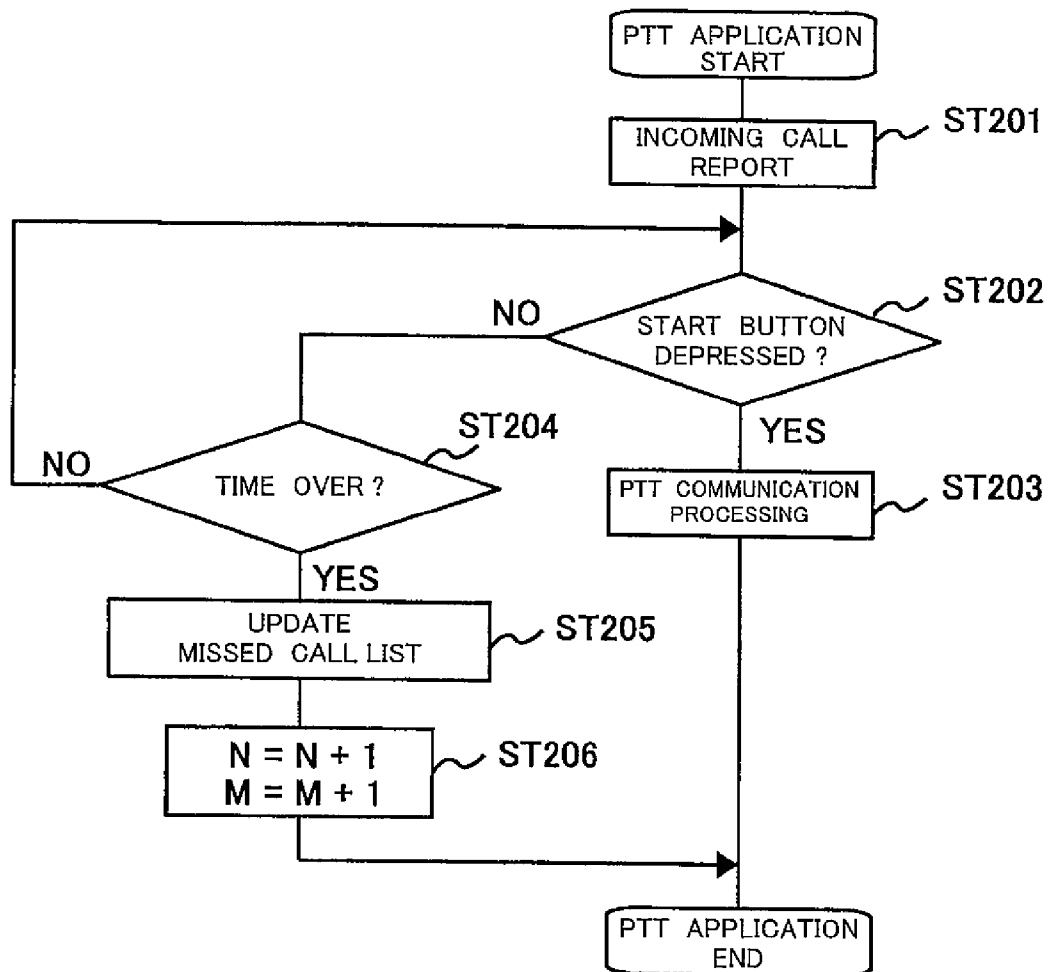 PTT APPLICATION
START
INCOMING CALL
REPORT
ST201
START BUTTON
DEPRESSED ?
ST202
NO
YES
TIME OVER ?
ST204
NO
YES
PTT COMMUNICATION
PROCESSING
ST203
UPDATE
MISSED CALL LIST
ST205
N = N + 1
M = M + 1
ST206
PTT APPLICATION
END